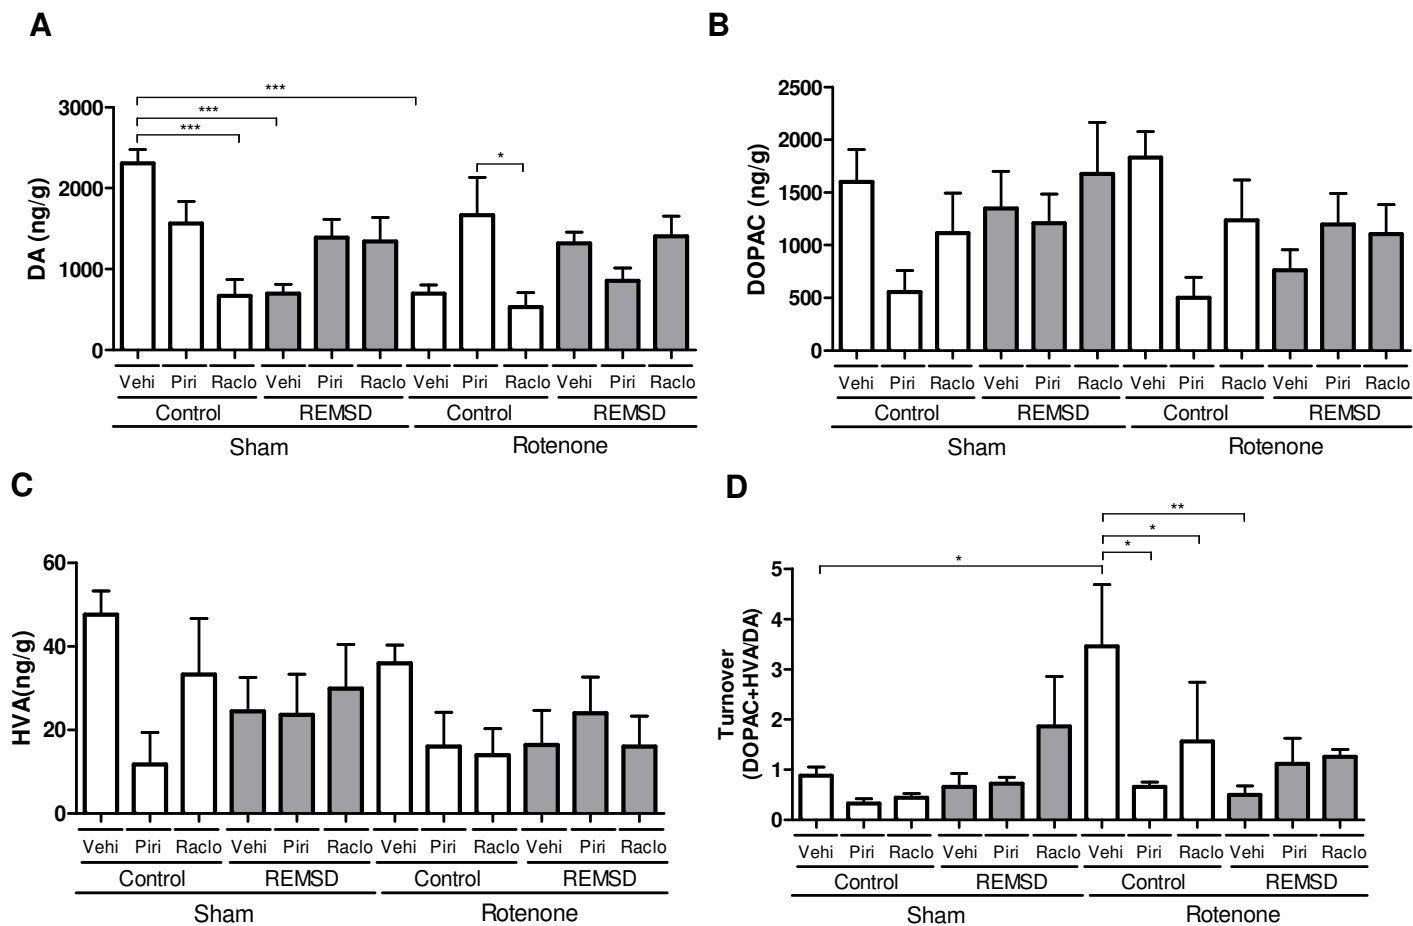 A
DA (ng/g)
3000
2000
1000
0
***
***
***
*
Vehi Piri Raclo Vehi Piri Raclo Vehi Piri Raclo Vehi Piri Raclo
Control REMSD Control REMSD
Sham Rotenone
B
DOPAC (ng/g)
2500
2000
1500
1000
500
0
Vehi Piri Raclo Vehi Piri Raclo Vehi Piri Raclo Vehi Piri Raclo
Control REMSD Control REMSD
Sham Rotenone
C
HVA(ng/g)
60
40
20
0
Vehi Piri Raclo Vehi Piri Raclo Vehi Piri Raclo Vehi Piri Raclo
Control REMSD Control REMSD
Sham Rotenone
D
Turnover
(DOPAC+HVA/DA)
**
*
*
*
5
4
3
2
1
0
Vehi Piri Raclo Vehi Piri Raclo Vehi Piri Raclo Vehi Piri Raclo
Control REMSD Control REMSD
Sham Rotenone